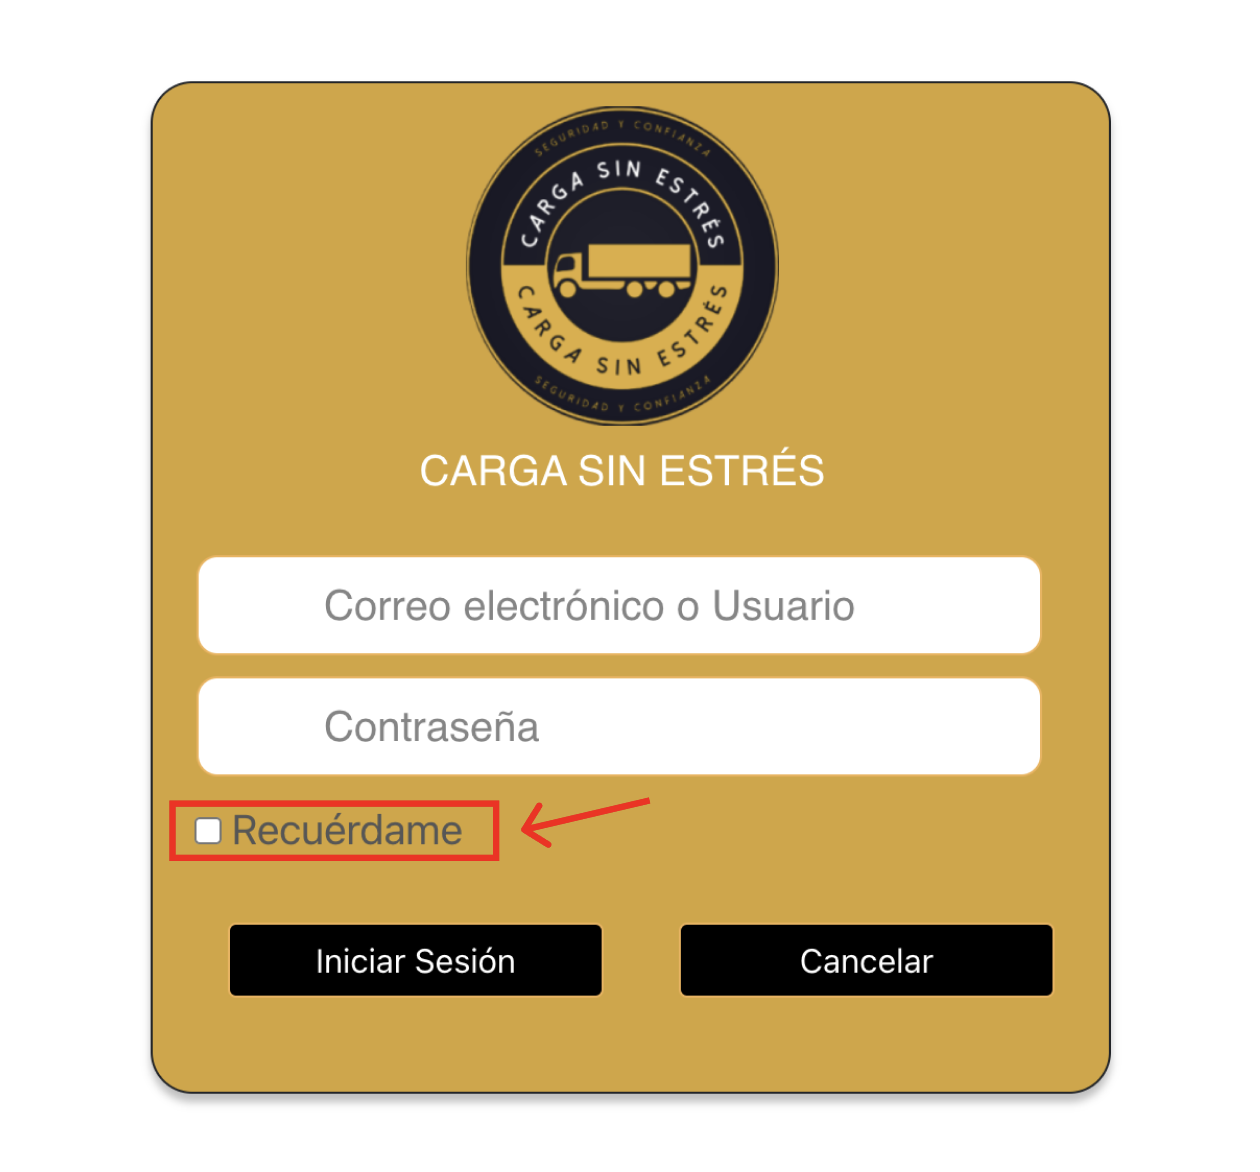 SEGURIDAD Y CONFIANZA
CARGA SIN ESTRÉS
CARGA SIN ESTRÉS
SEGURIDAD Y CONFIANZA
CARGA SIN ESTRÉS
Correo electrónico o Usuario
Contraseña
Recuérdame
Iniciar Sesión
Cancelar